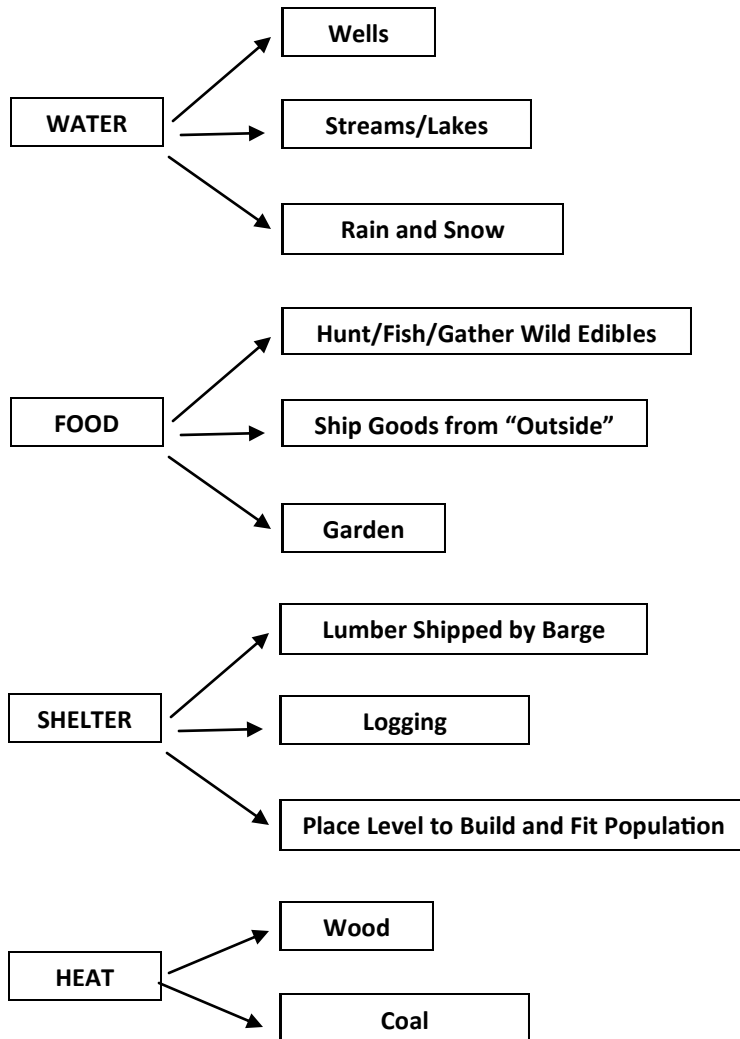 Wells
WATER
Streams/Lakes
Rain and Snow
Hunt/Fish/Gather Wild Edibles
FOOD
Ship Goods from “Outside”
Garden
Lumber Shipped by Barge
SHELTER
Logging
Place Level to Build and Fit Population
Wood
HEAT
Coal